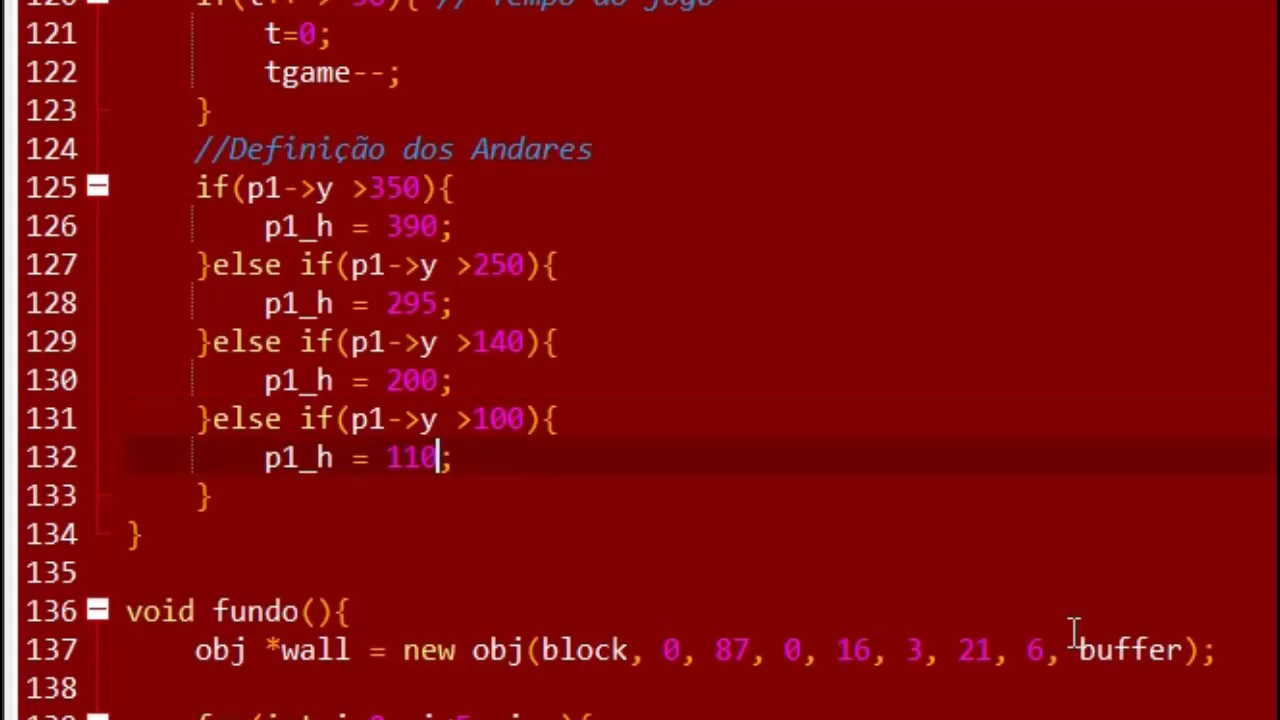 121 t=0;
122 tgame--;
123 }
124 //Definição dos Andares
125 if(p1->y >350){
126 p1_h = 390;
127 }else if(p1->y >250){
128 p1_h = 295;
129 }else if(p1->y >140){
130 p1_h = 200;
131 }else if(p1->y >100){
132 p1_h = 110;
133 }
134 }
135
136 void fundo(){
137 obj *wall = new obj(block, 0, 87, 0, 16, 3, 21, 6, buffer);
138